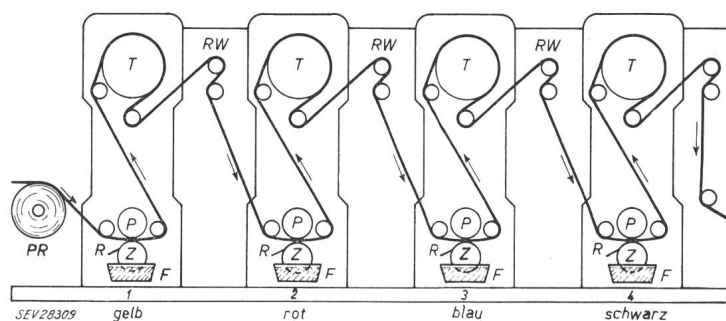 RW RW RW
T T T T
PR
P P P P
R Z R Z R Z R Z
F F F F
1 2 3 4
SEV28309 gelb rot blau schwarz